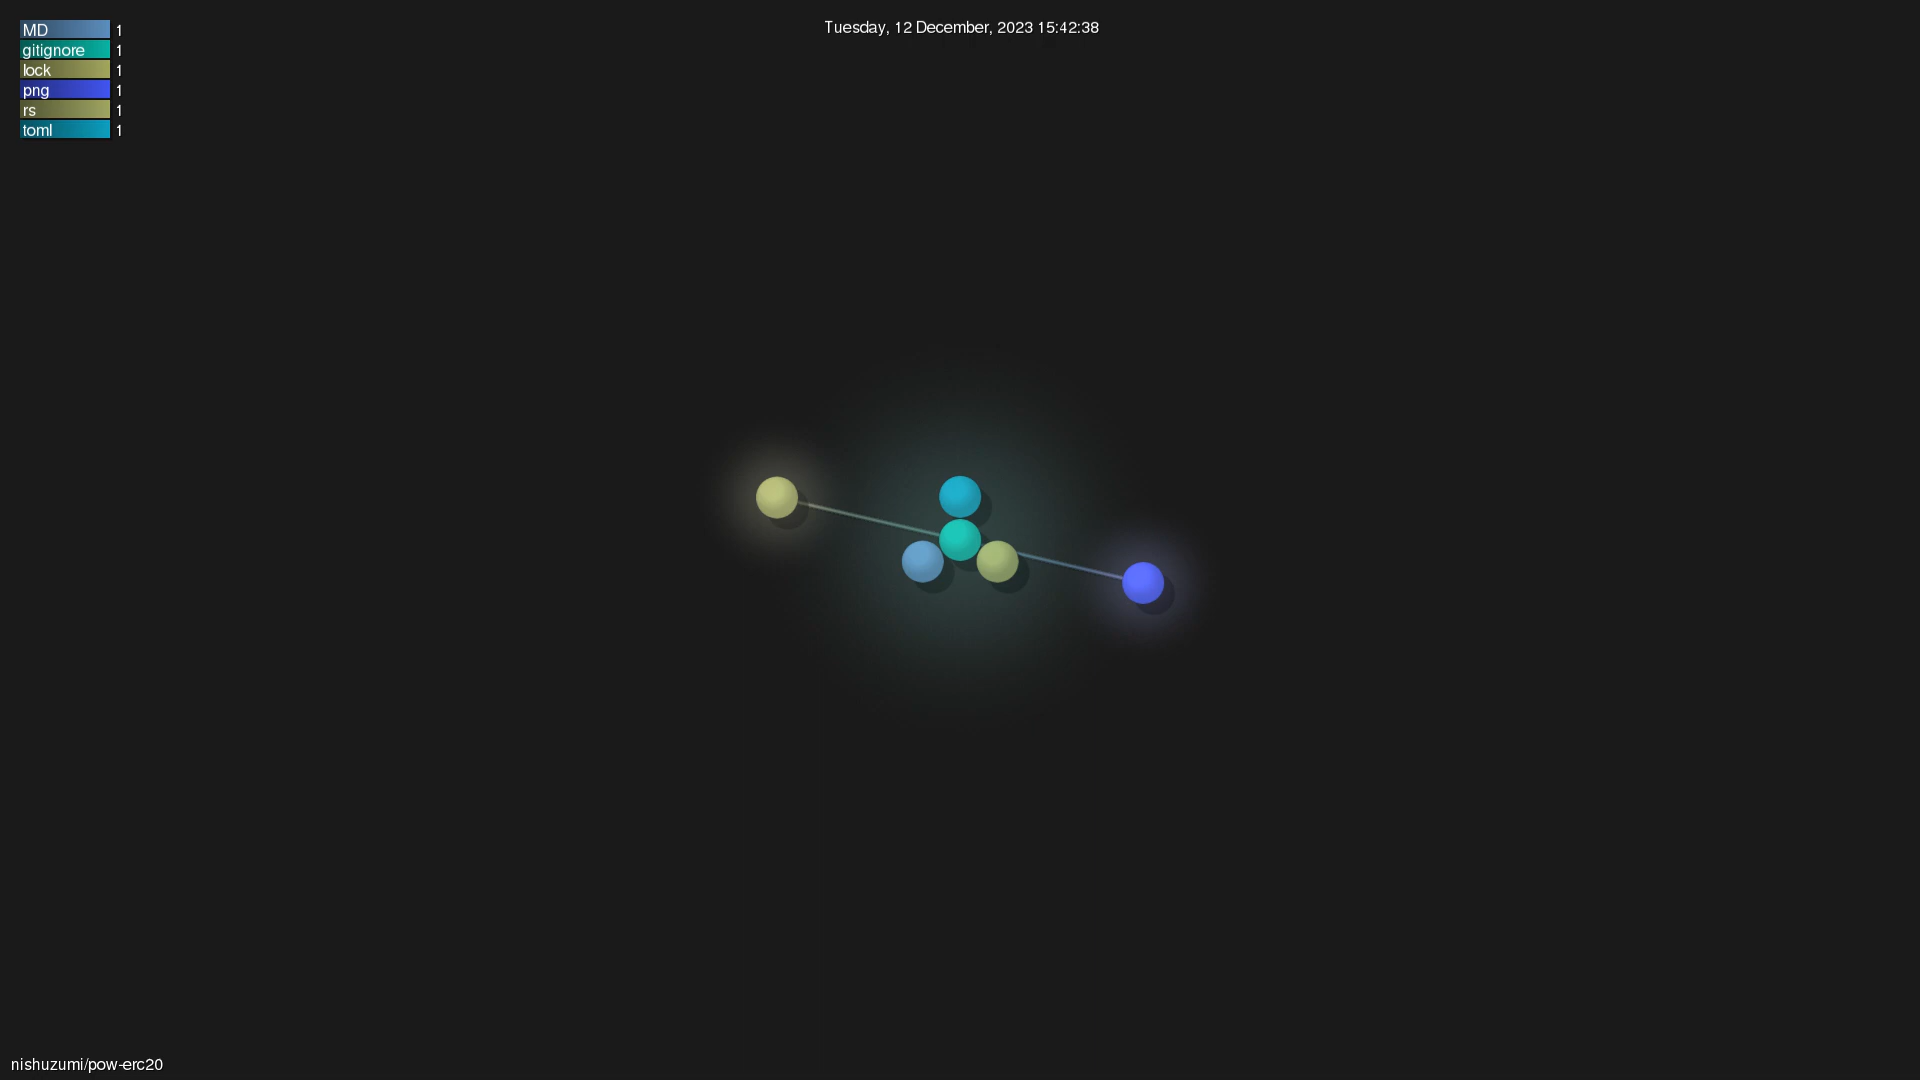 Tuesday, 12 December, 2023 15:42:38
MD 1
gitignore 1
lock 1
png 1
rs 1
toml 1
nishuzumi/pow-erc20